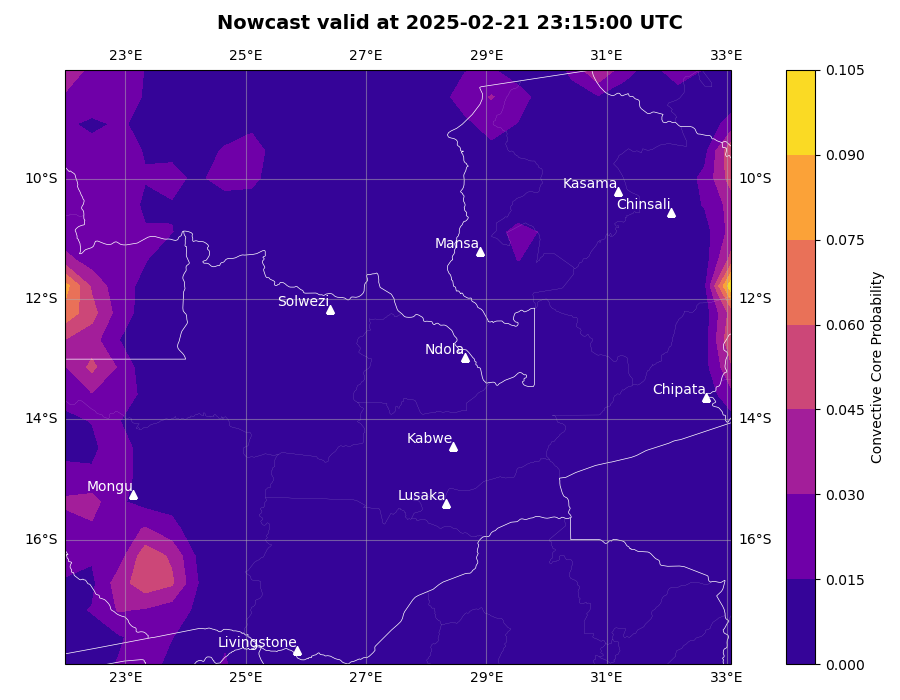 Nowcast valid at 2025-02-21 23:15:00 UTC
23°E 25°E 27°E 29°E 31°E 33°E
0.105
0.090
10°S Kasama 10°S
Chinsali
Mansa
0.075
12°S Solwezi 12°S
0.060
Ndola
Chipata
0.045
14°S 14°S
Kabwe
Mongu Lusaka
0.030
16°S 16°S
0.015
Livingstone
0.000
23°E 25°E 27°E 29°E 31°E 33°E
Convective Core Probability